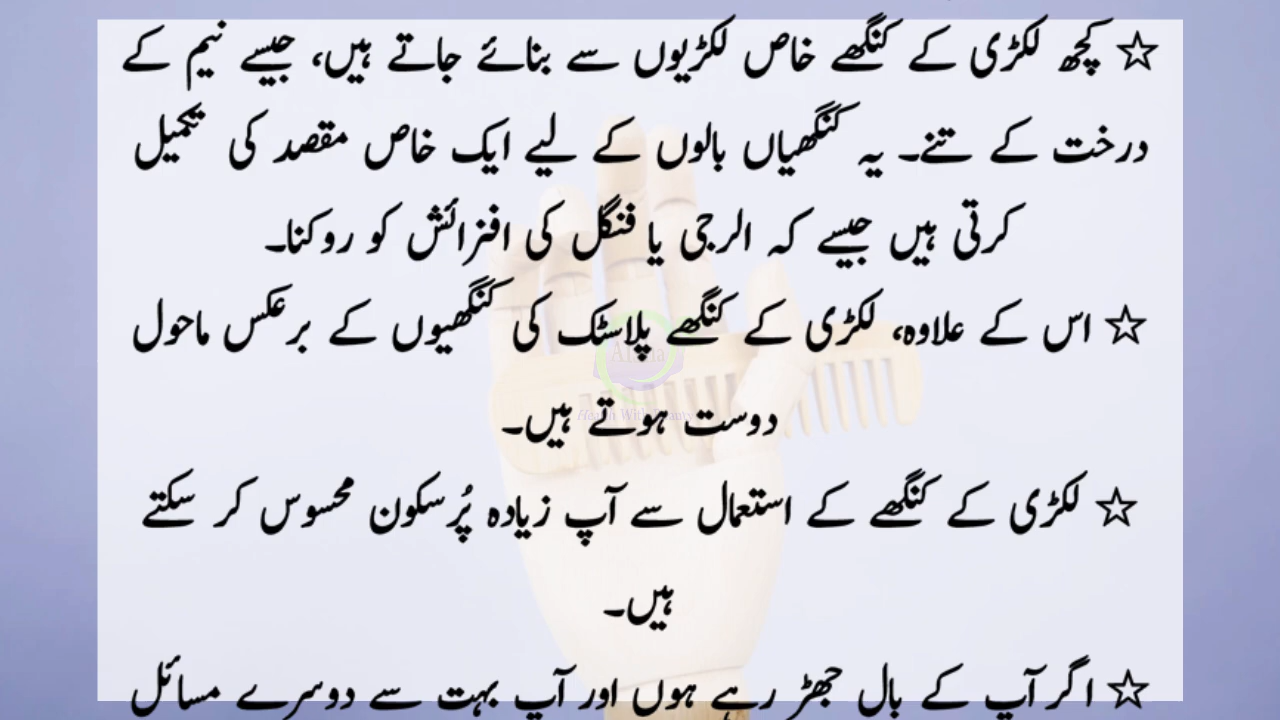 ☆ کچھ لکڑی کے کنگھے خاص لکڑیوں سے بنائے جاتے ہیں، جیسے نیم کے
درخت کے تنے۔ یہ کنگھیاں بالوں کے لیے ایک خاص مقصد کی تکمیل
کرتی ہیں جیسے کہ الرجی یا فنگل کی افزائش کو روکنا۔
☆ اس کے علاوہ، لکڑی کے کنگھے پلاسٹک کی کنگھیوں کے برعکس ماحول
دوست ہوتے ہیں۔
☆ لکڑی کے کنگھے کے استعمال سے آپ زیادہ پُرسکون محسوس کر سکتے
ہیں۔
☆ اگر آپ کے بال جھڑ رہے ہوں اور آپ بہت سے دوسرے مسائل